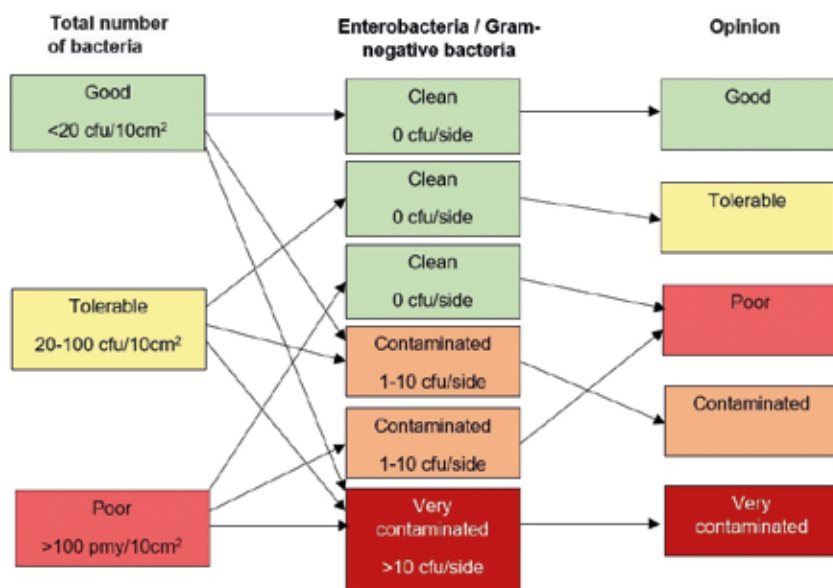 Total number
of bacteria
Good
<20 cfu/10cm²
Tolerable
20-100 cfu/10cm²
Poor
>100 pmy/10cm²
Enterobacteria / Gram-
negative bacteria
Clean
0 cfu/side
Clean
0 cfu/side
Clean
0 cfu/side
Contaminated
1-10 cfu/side
Contaminated
1-10 cfu/side
Very
contaminated
>10 cfu/side
Opinion
Good
Tolerable
Poor
Contaminated
Very
contaminated